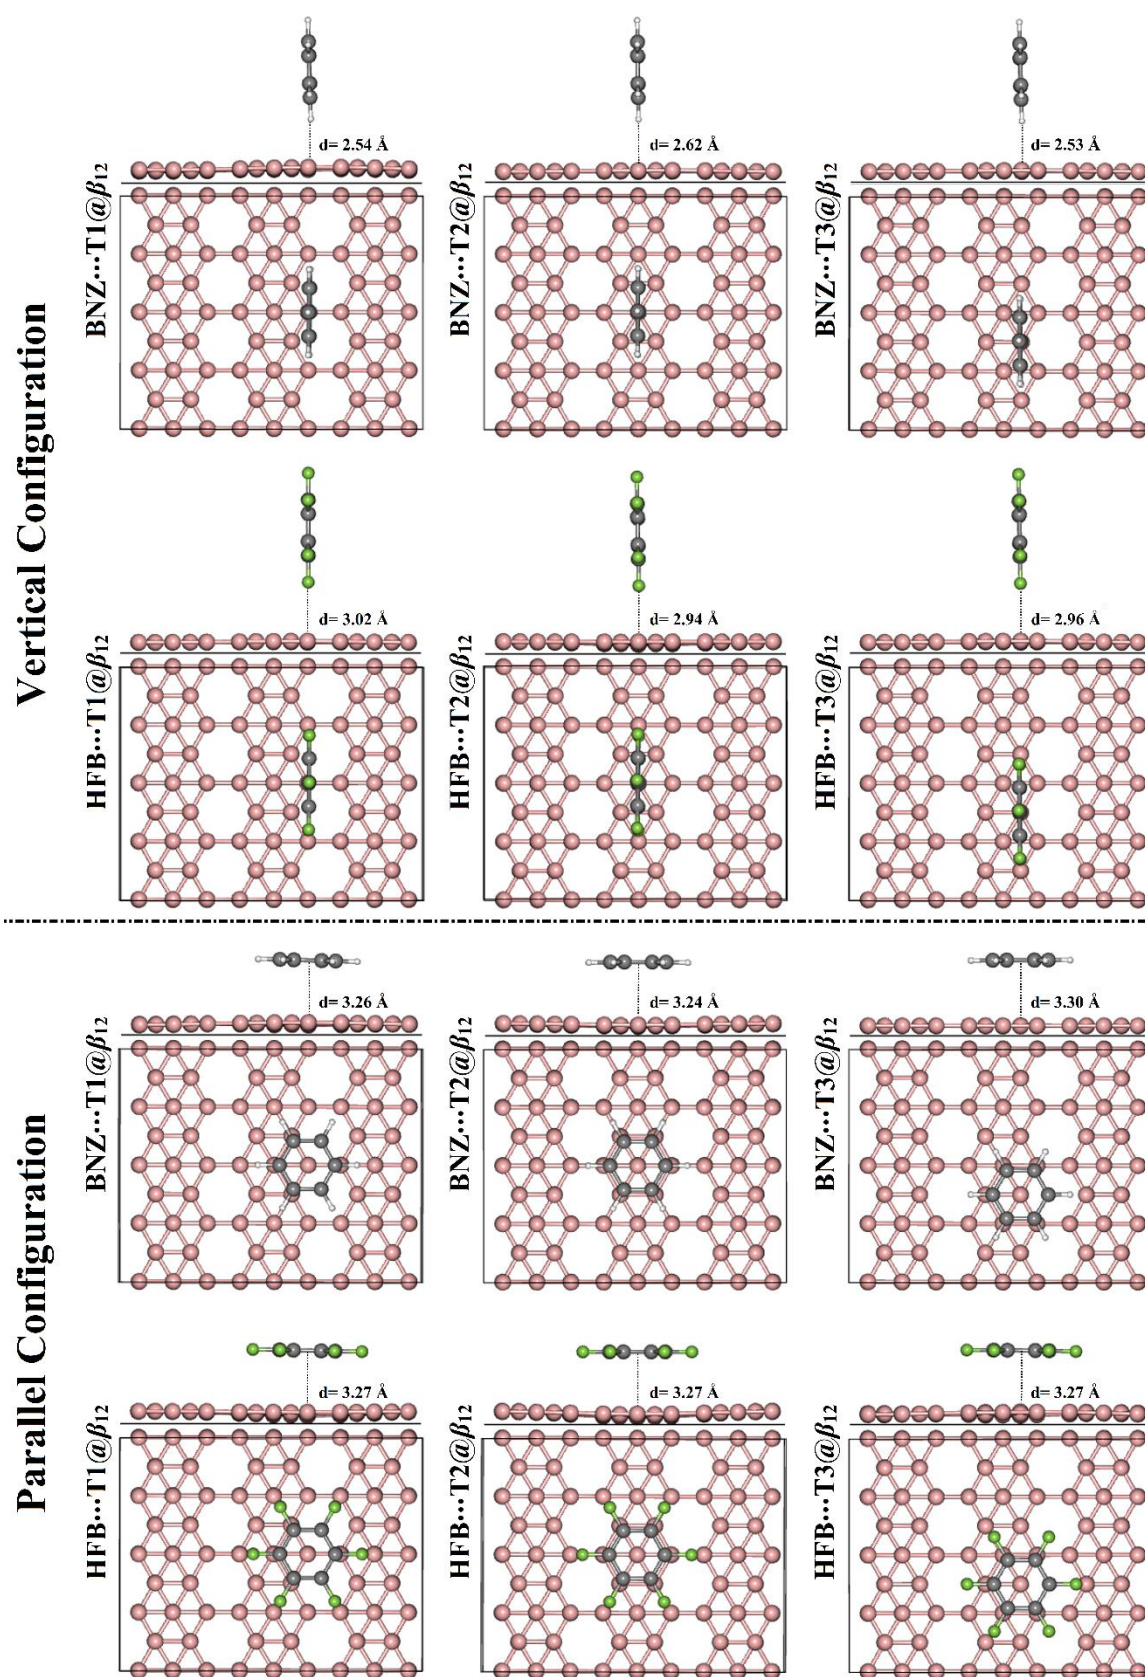 Vertical Configuration
BNZ···T1@β12
d= 2.54 Å
BNZ···T2@β12
d= 2.62 Å
BNZ···T3@β12
d= 2.53 Å
HFB···T1@β12
d= 3.02 Å
HFB···T2@β12
d= 2.94 Å
HFB···T3@β12
d= 2.96 Å
Parallel Configuration
BNZ···T1@β12
d= 3.26 Å
BNZ···T2@β12
d= 3.24 Å
BNZ···T3@β12
d= 3.30 Å
HFB···T1@β12
d= 3.27 Å
HFB···T2@β12
d= 3.27 Å
HFB···T3@β12
d= 3.27 Å